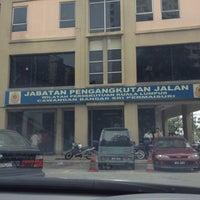 JABATAN PENGANGKUTAN JALAN
WILAYAH PERSEKUTUAN KUALA LUMPUR
CAWANGAN BANDAR SRI PERMAISURI